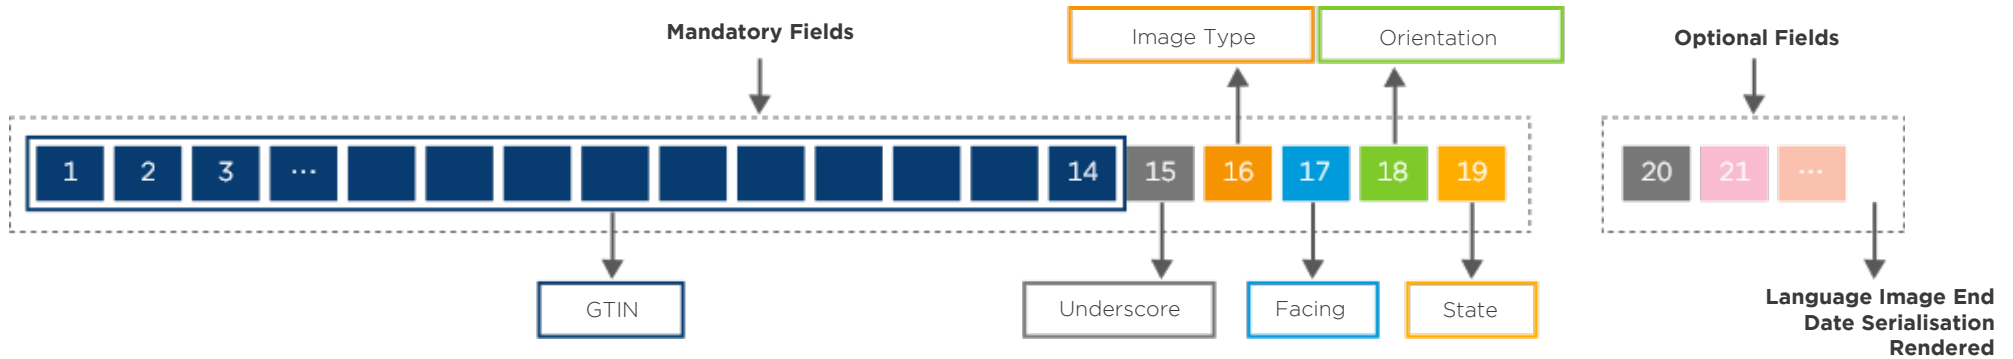 Mandatory Fields
Image Type
Orientation
Optional Fields
1 2 3 ... 14 15 16 17 18 19 20 21 ...
GTIN
Underscore
Facing
State
Language Image End
Date Serialisation
Rendered